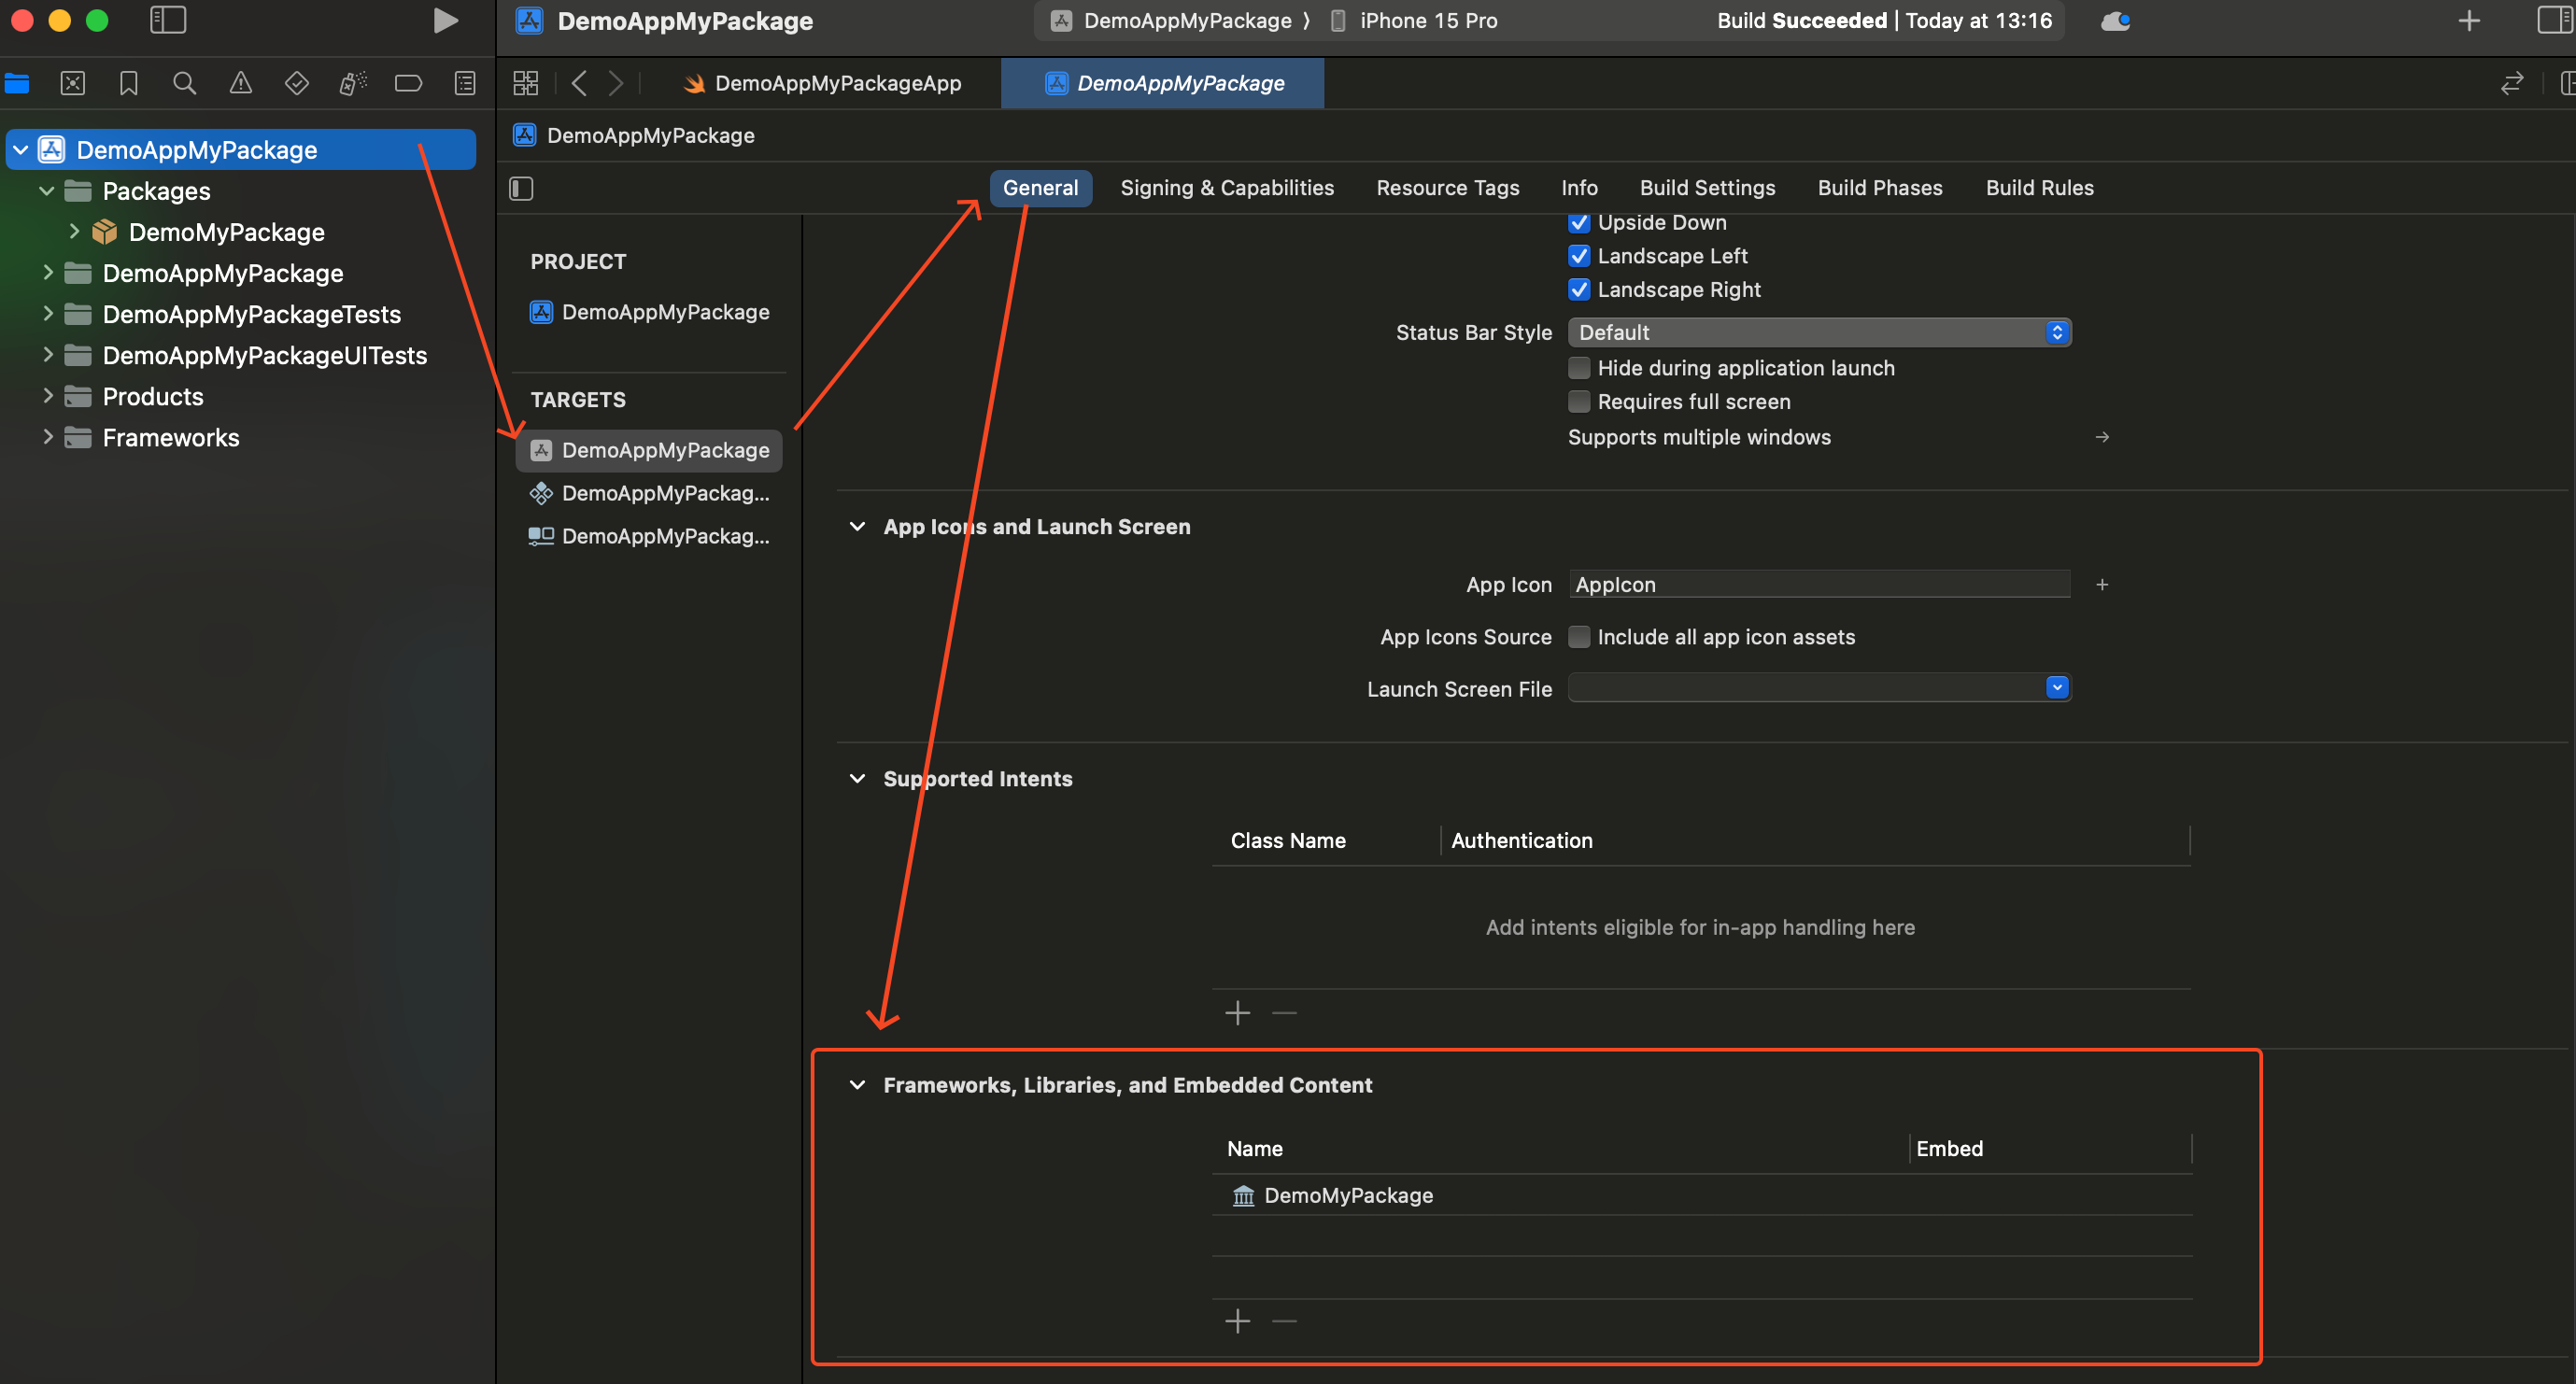 DemoAppMyPackage
DemoAppMyPackage ⟩ iPhone 15 Pro
Build Succeeded | Today at 13:16
DemoAppMyPackageApp
DemoAppMyPackage
DemoAppMyPackage
Packages
DemoMyPackage
DemoAppMyPackage
DemoAppMyPackageTests
DemoAppMyPackageUITests
Products
Frameworks
DemoAppMyPackage
General
Signing & Capabilities
Resource Tags
Info
Build Settings
Build Phases
Build Rules
PROJECT
DemoAppMyPackage
TARGETS
DemoAppMyPackage
DemoAppMyPackag...
DemoAppMyPackag...
Upside Down
Landscape Left
Landscape Right
Status Bar Style Default
Hide during application launch
Requires full screen
Supports multiple windows
App Icons and Launch Screen
App Icon AppIcon
App Icons Source Include all app icon assets
Launch Screen File
Supported Intents
Class Name Authentication
Add intents eligible for in-app handling here
Frameworks, Libraries, and Embedded Content
Name Embed
DemoMyPackage